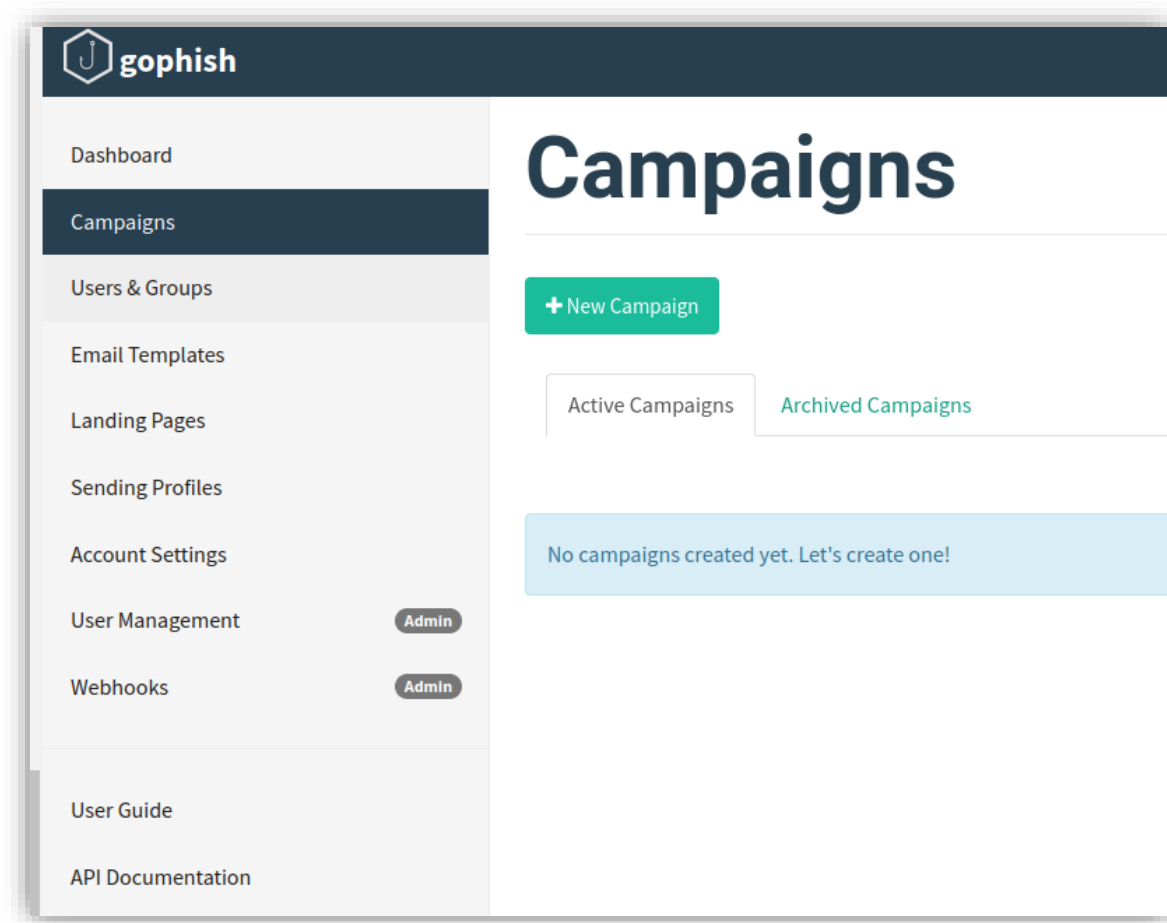 gophish
Dashboard
Campaigns
Users & Groups
Email Templates
Landing Pages
Sending Profiles
Account Settings
User Management Admin
Webhooks Admin
User Guide
API Documentation
Campaigns
New Campaign
Active Campaigns Archived Campaigns
No campaigns created yet. Let's create one!